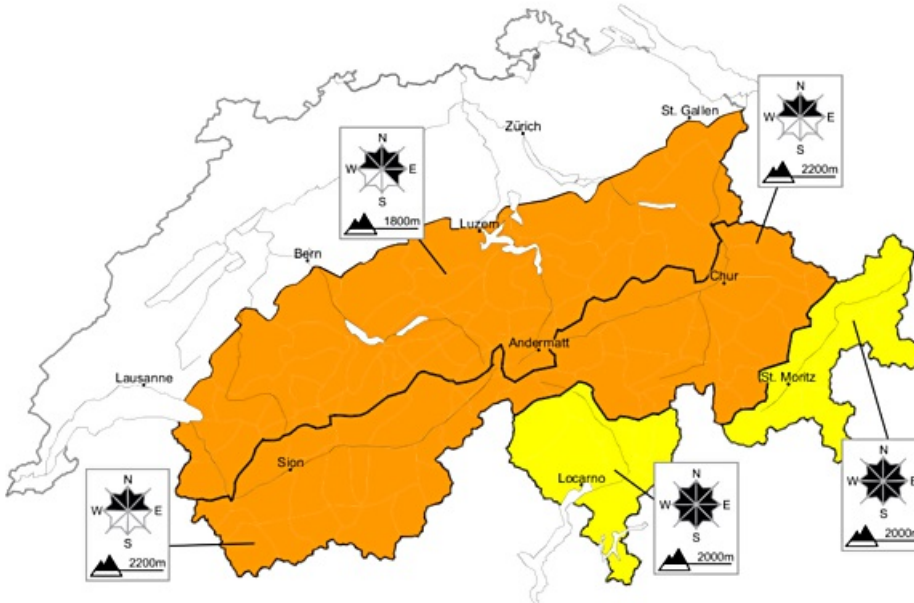 N
W E
S
2200m
St. Gallen
Zürich
N
W E
S
1800m
Luzern
Bern
Chur
Andermatt
Lausanne
St. Moritz
Sion
Locarno
N
W E
S
2200m
N
W E
S
2000m
N
W E
S
2000m